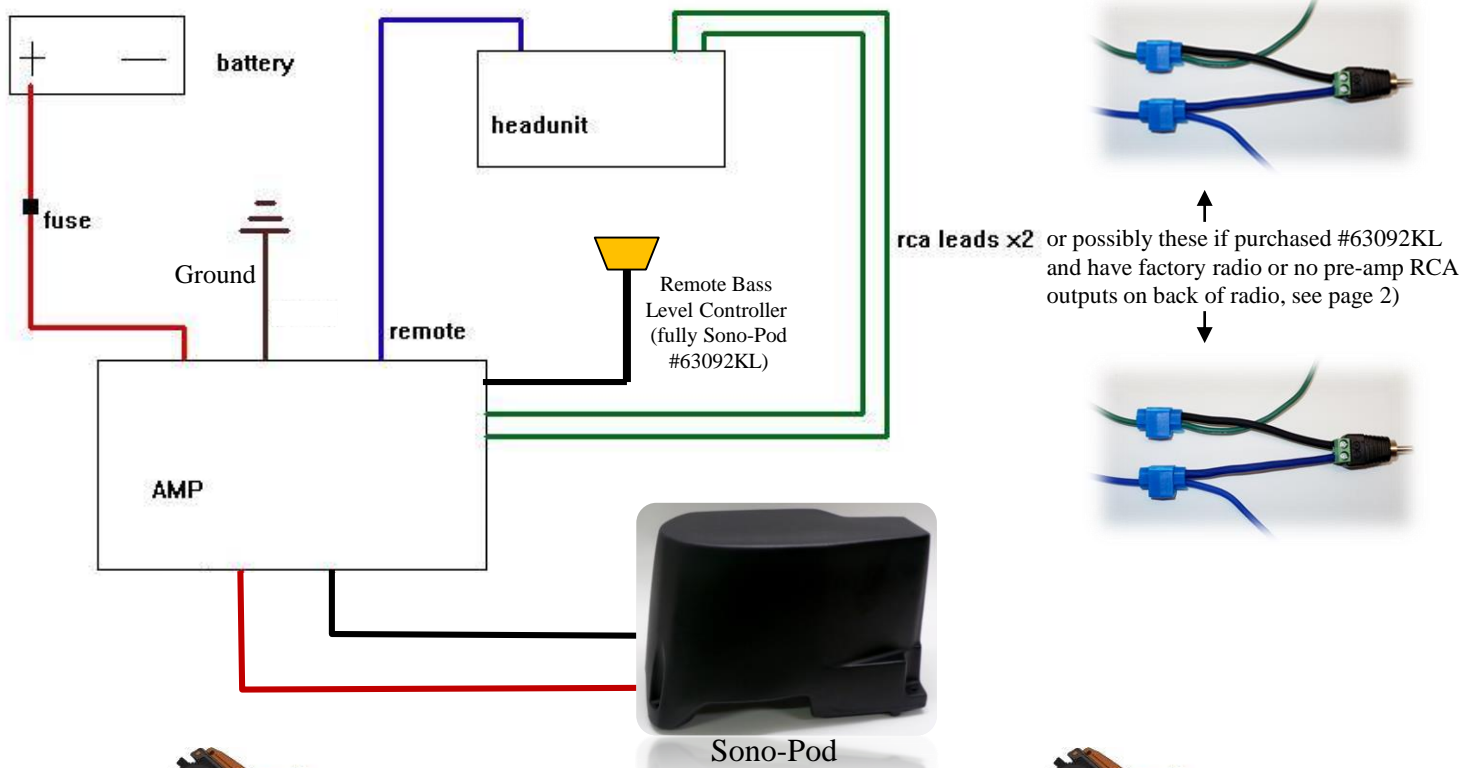 battery
headunit
fuse
Ground
remote
Remote Bass
Level Controller
(fully Sono-Pod
#63092KL)
rca leads x2
or possibly these if purchased #63092KL
and have factory radio or no pre-amp RCA
outputs on back of radio, see page 2)
AMP
Sono-Pod